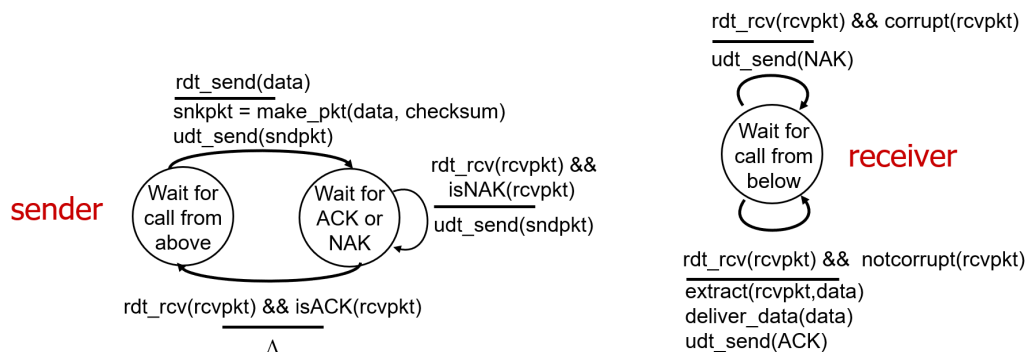 rdt_send(data)
snkpkt = make_pkt(data, checksum)
udt_send(sndpkt)
sender
Wait for
call from
above
Wait for
ACK or
NAK
rdt_rcv(rcvpkt) &&
isNAK(rcvpkt)
udt_send(sndpkt)
rdt_rcv(rcvpkt) && isACK(rcvpkt)
Λ
rdt_rcv(rcvpkt) && corrupt(rcvpkt)
udt_send(NAK)
Wait for
call from
below
receiver
rdt_rcv(rcvpkt) && notcorrupt(rcvpkt)
extract(rcvpkt,data)
deliver_data(data)
udt_send(ACK)